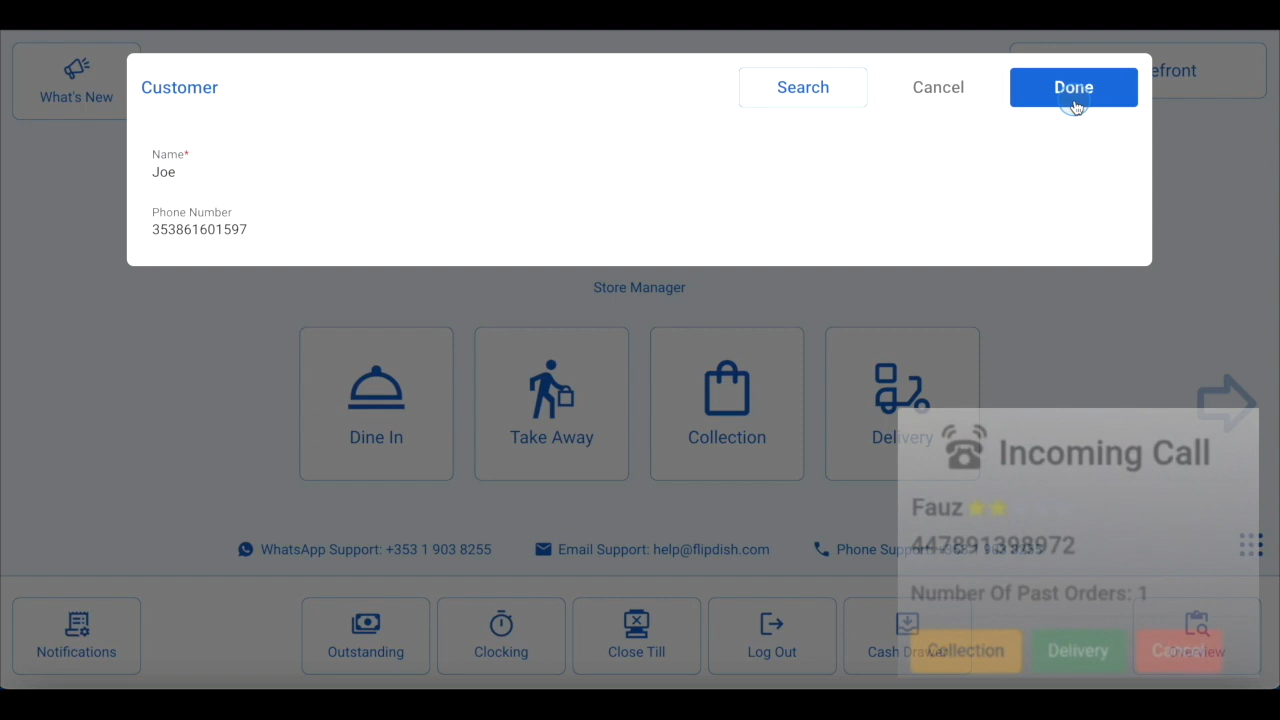 What's New
efront
Customer
Search
Cancel
Done
Name*
Joe
Phone Number
353861601597
Store Manager
Dine In
Take Away
Collection
Delivery
Incoming Call
Fauz
447891398972
Number Of Past Orders: 1
Collection
Delivery
Cancel
WhatsApp Support: +353 1 903 8255
Email Support: help@flipdish.com
Phone
Notifications
Outstanding
Clocking
Close Till
Log Out
Cash